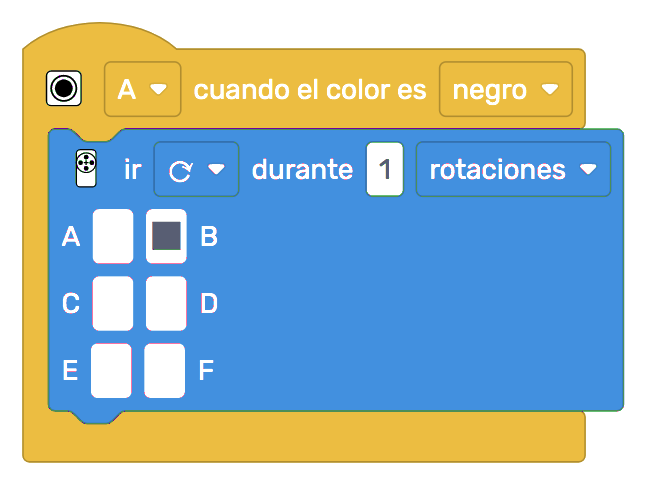 A cuando el color es negro
ir durante 1 rotaciones
A B
C D
E F